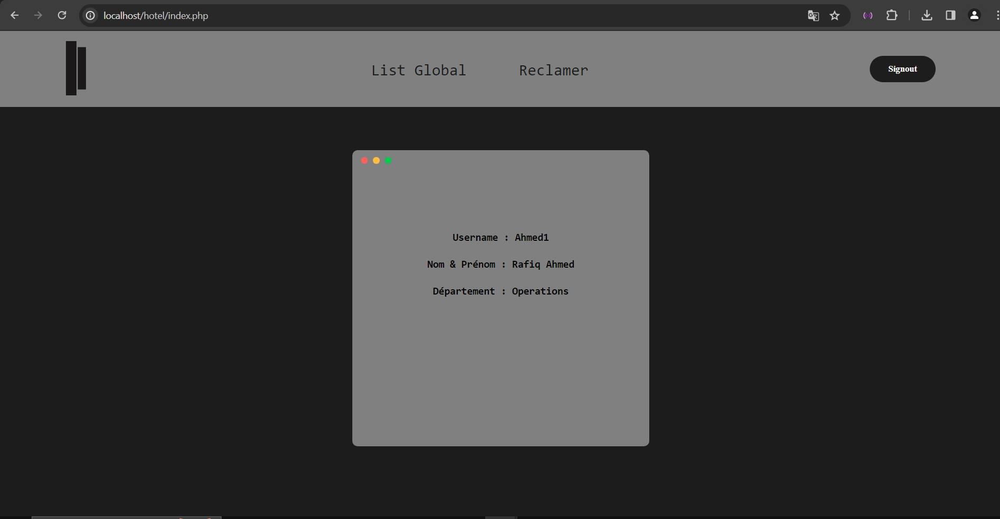 localhost/hotel/index.php
List Global
Reclamer
Signout
Username : Ahmed1
Nom & Prénom : Rafiq Ahmed
Département : Operations